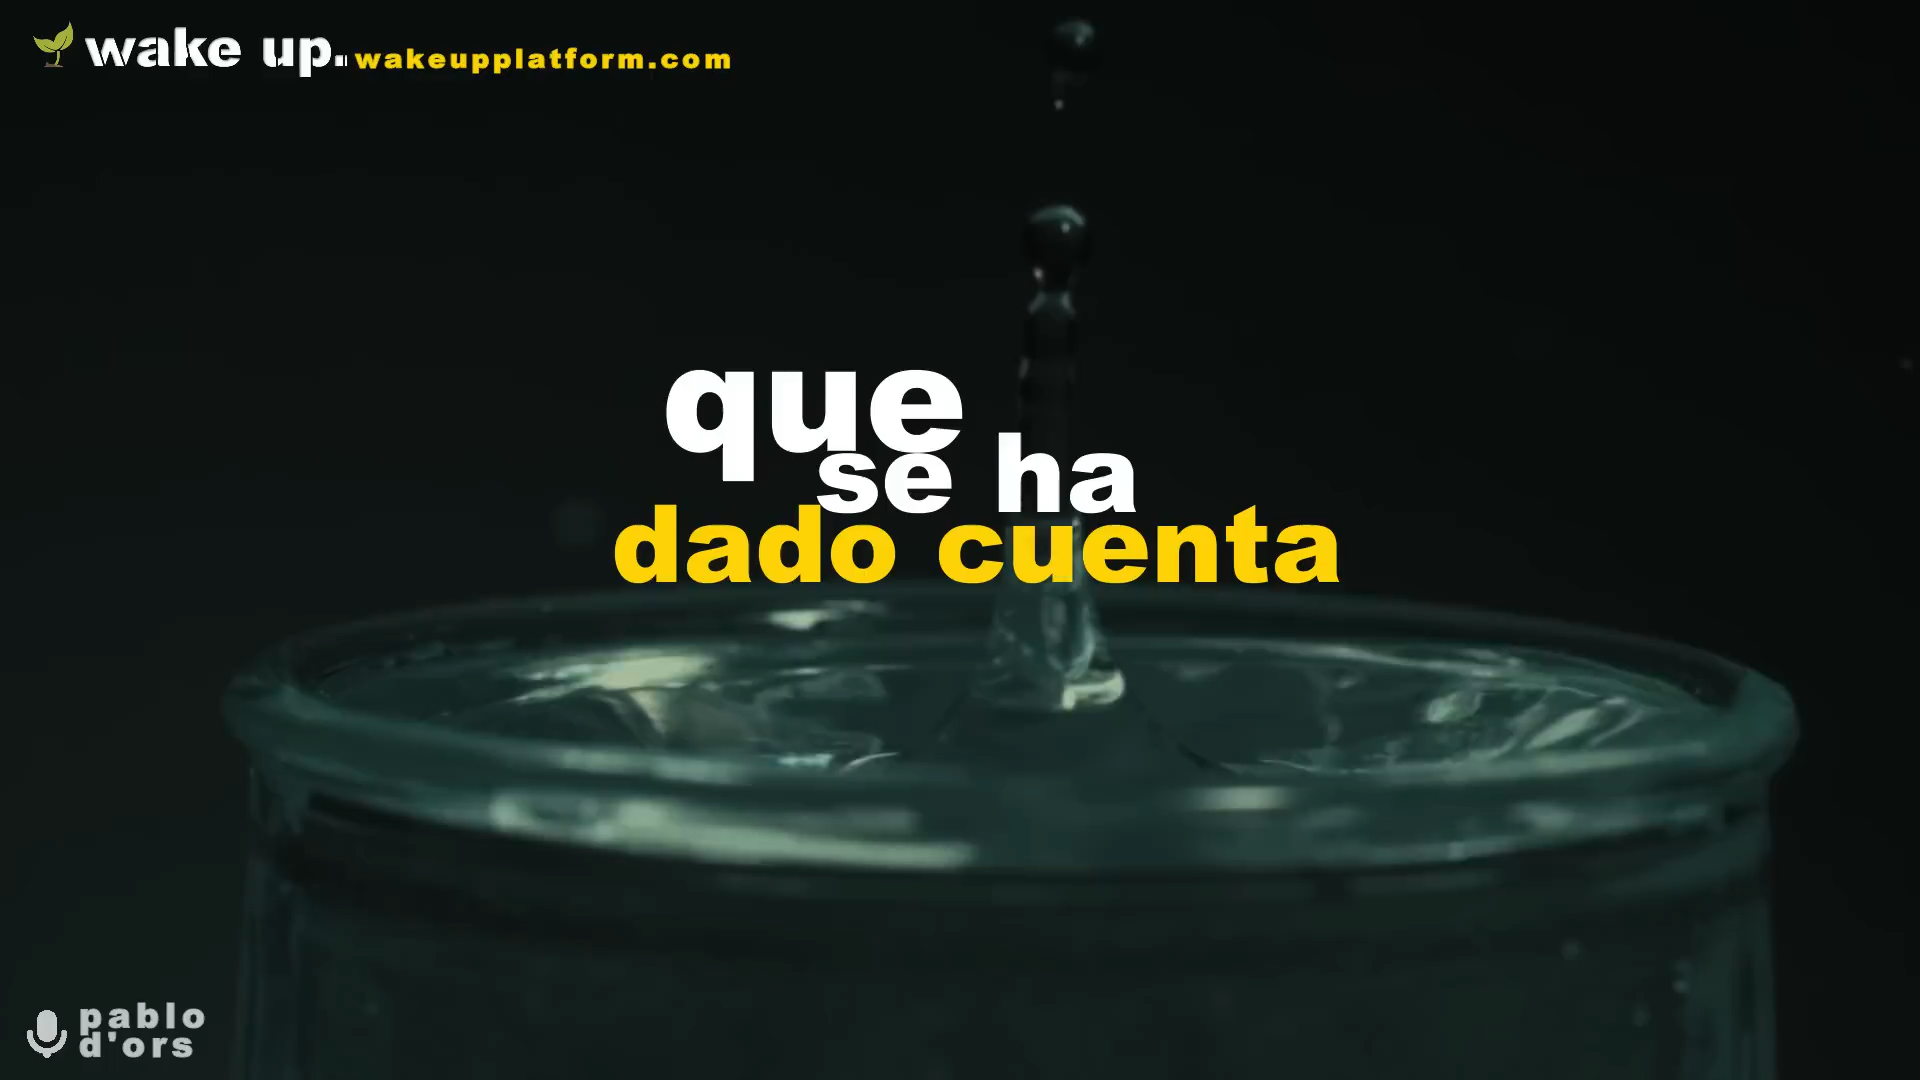 wake up. wakeupplatform.com
que
se ha
dado cuenta
pablo
d'ors